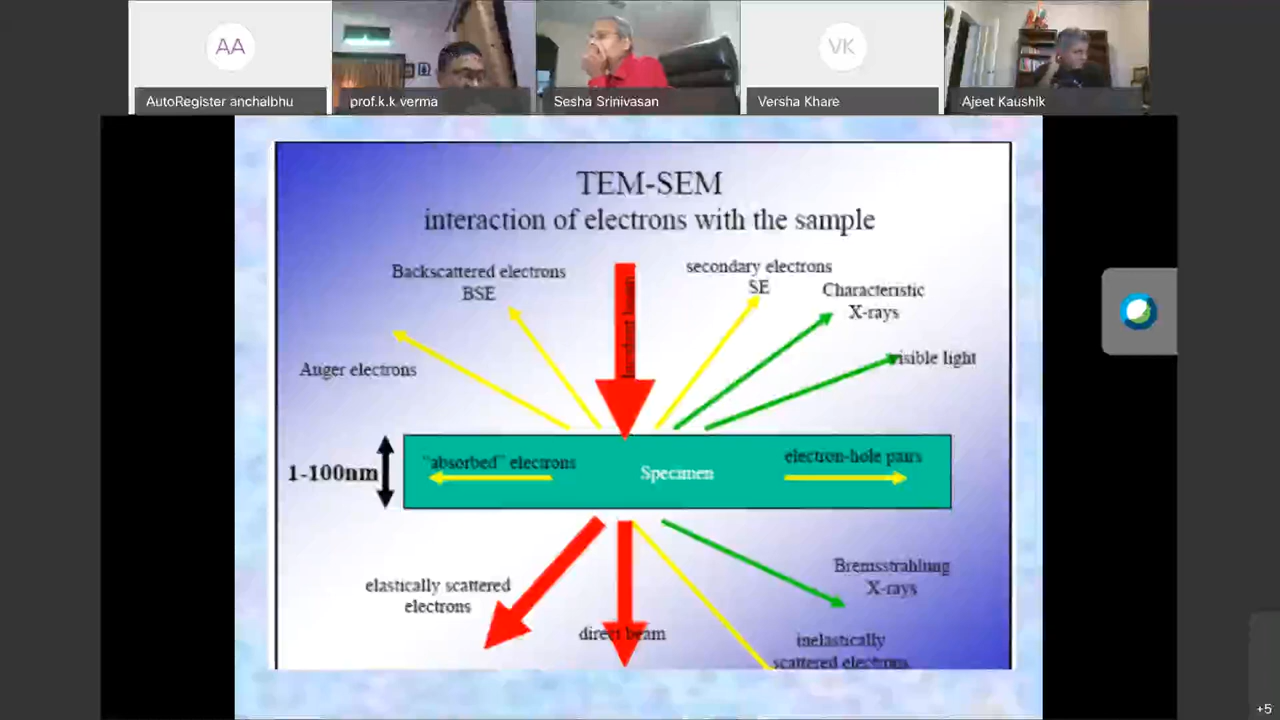 AA
VK
AutoRegister anchalbhu
prof.k.k verma
Sesha Srinivasan
Versha Khare
Ajeet Kaushik
TEM-SEM
interaction of electrons with the sample
Backscattered electrons
BSE
secondary electrons
SE
Characteristic
X-rays
visible light
Auger electrons
Incident beam
1-100nm
"absorbed" electrons
Specimen
electron-hole pairs
elastically scattered
electrons
direct beam
Bremsstrahlung
X-rays
inelastically
scattered electrons
+5